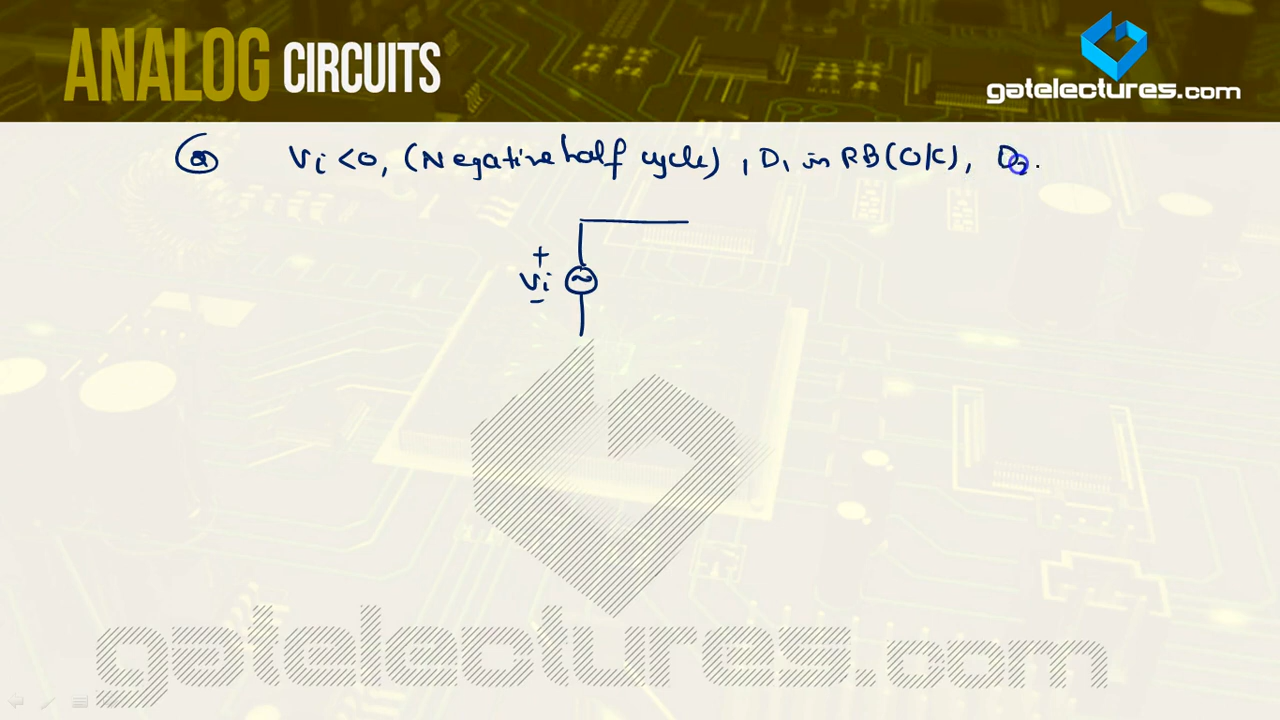 ANALOG CIRCUITS
gatelectures.com
Vi<0, (Negative half cycle), D1 in RB(O/C), D2.
+
Vi
~
-
gatelectures.com